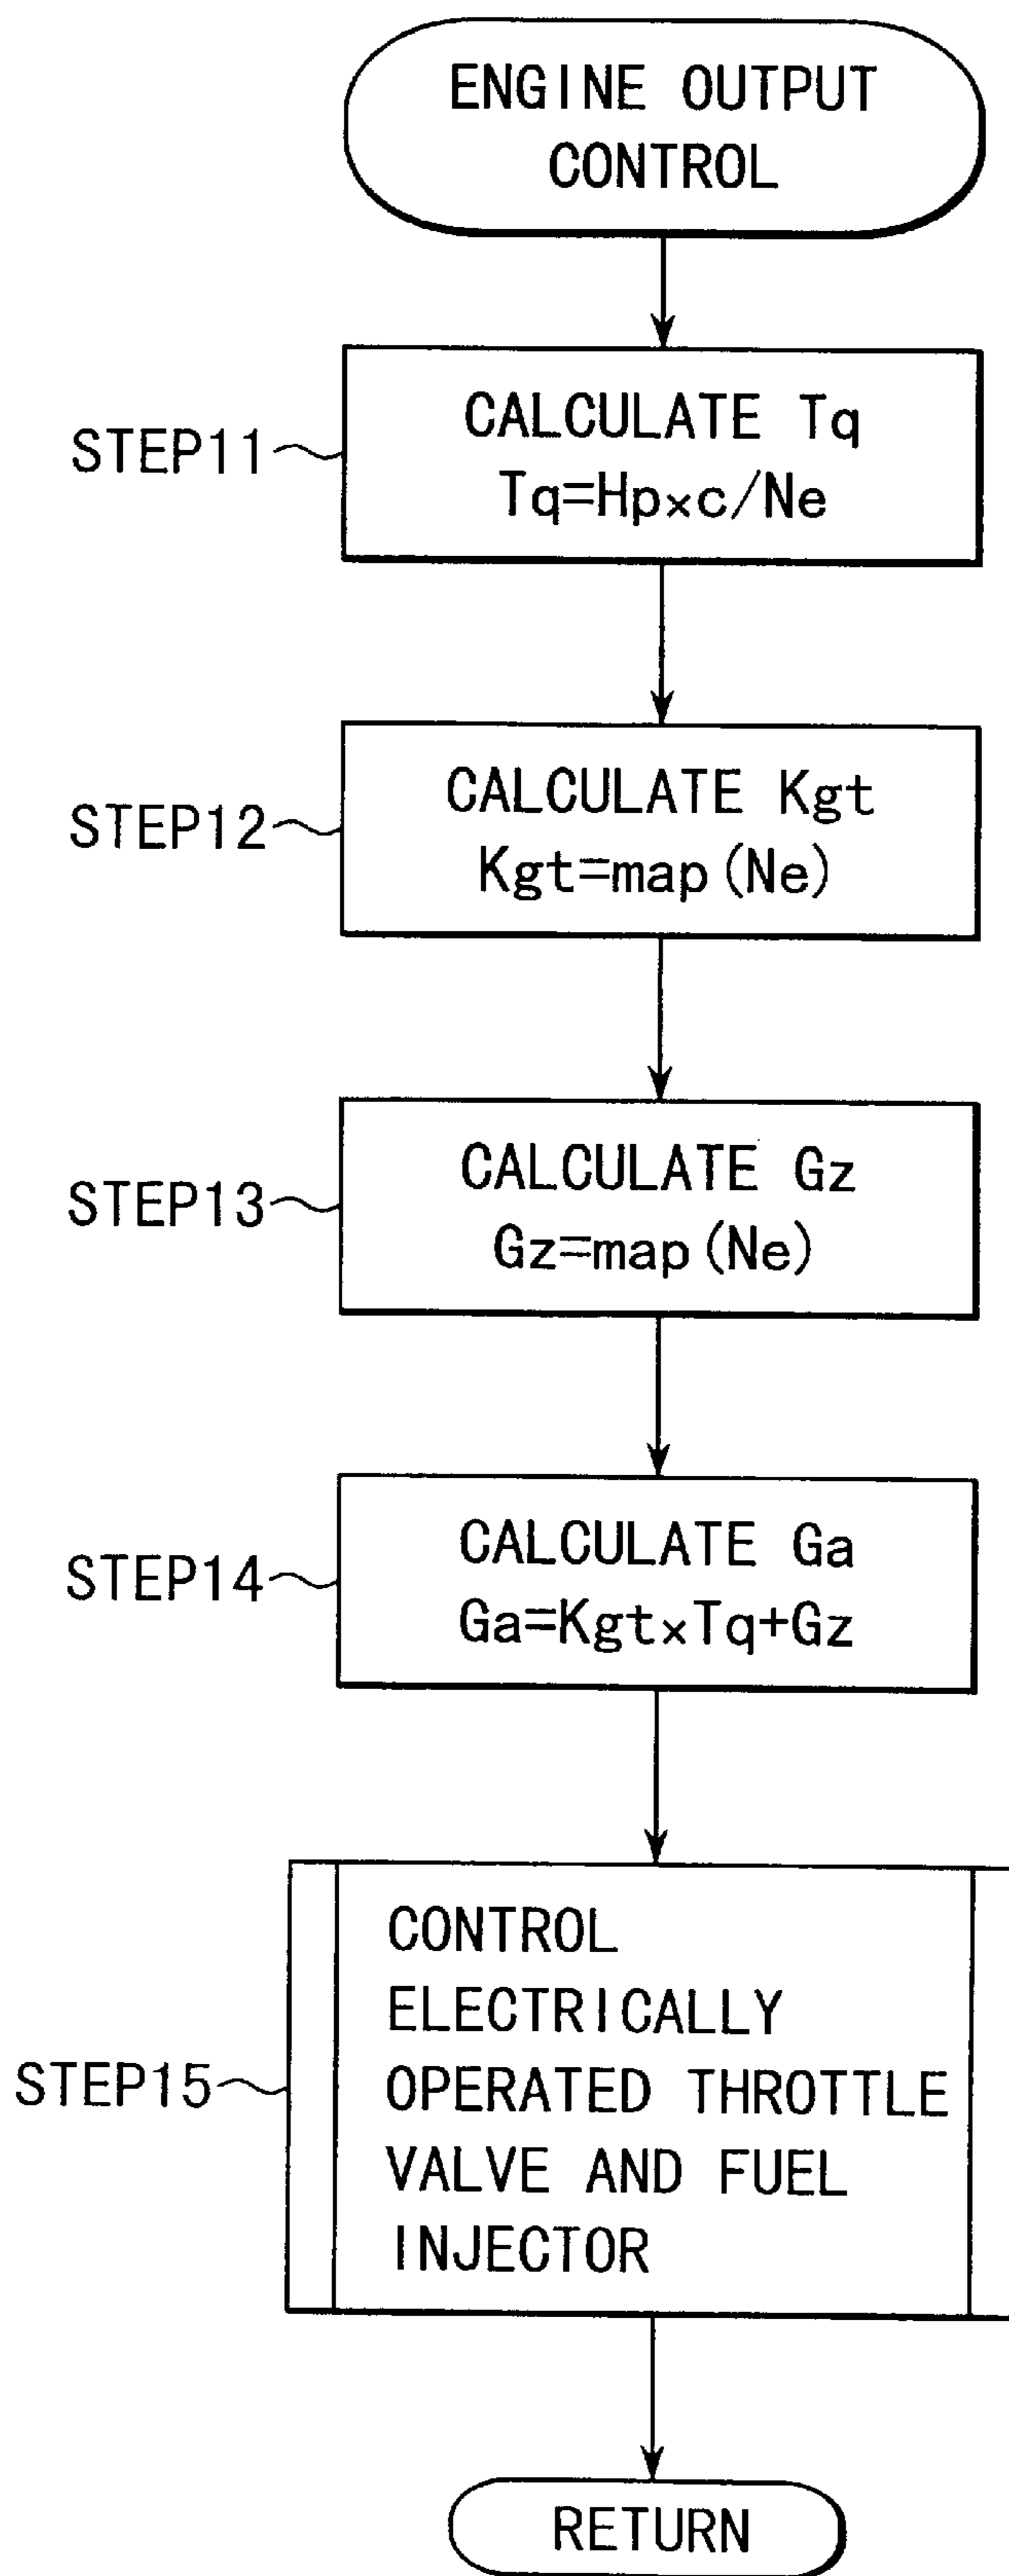 ENGINE OUTPUT
CONTROL
STEP11
CALCULATE Tq
Tq=Hp×c/Ne
STEP12
CALCULATE Kgt
Kgt=map(Ne)
STEP13
CALCULATE Gz
Gz=map(Ne)
STEP14
CALCULATE Ga
Ga=Kgt×Tq+Gz
STEP15
CONTROL
ELECTRICALLY
OPERATED THROTTLE
VALVE AND FUEL
INJECTOR
RETURN